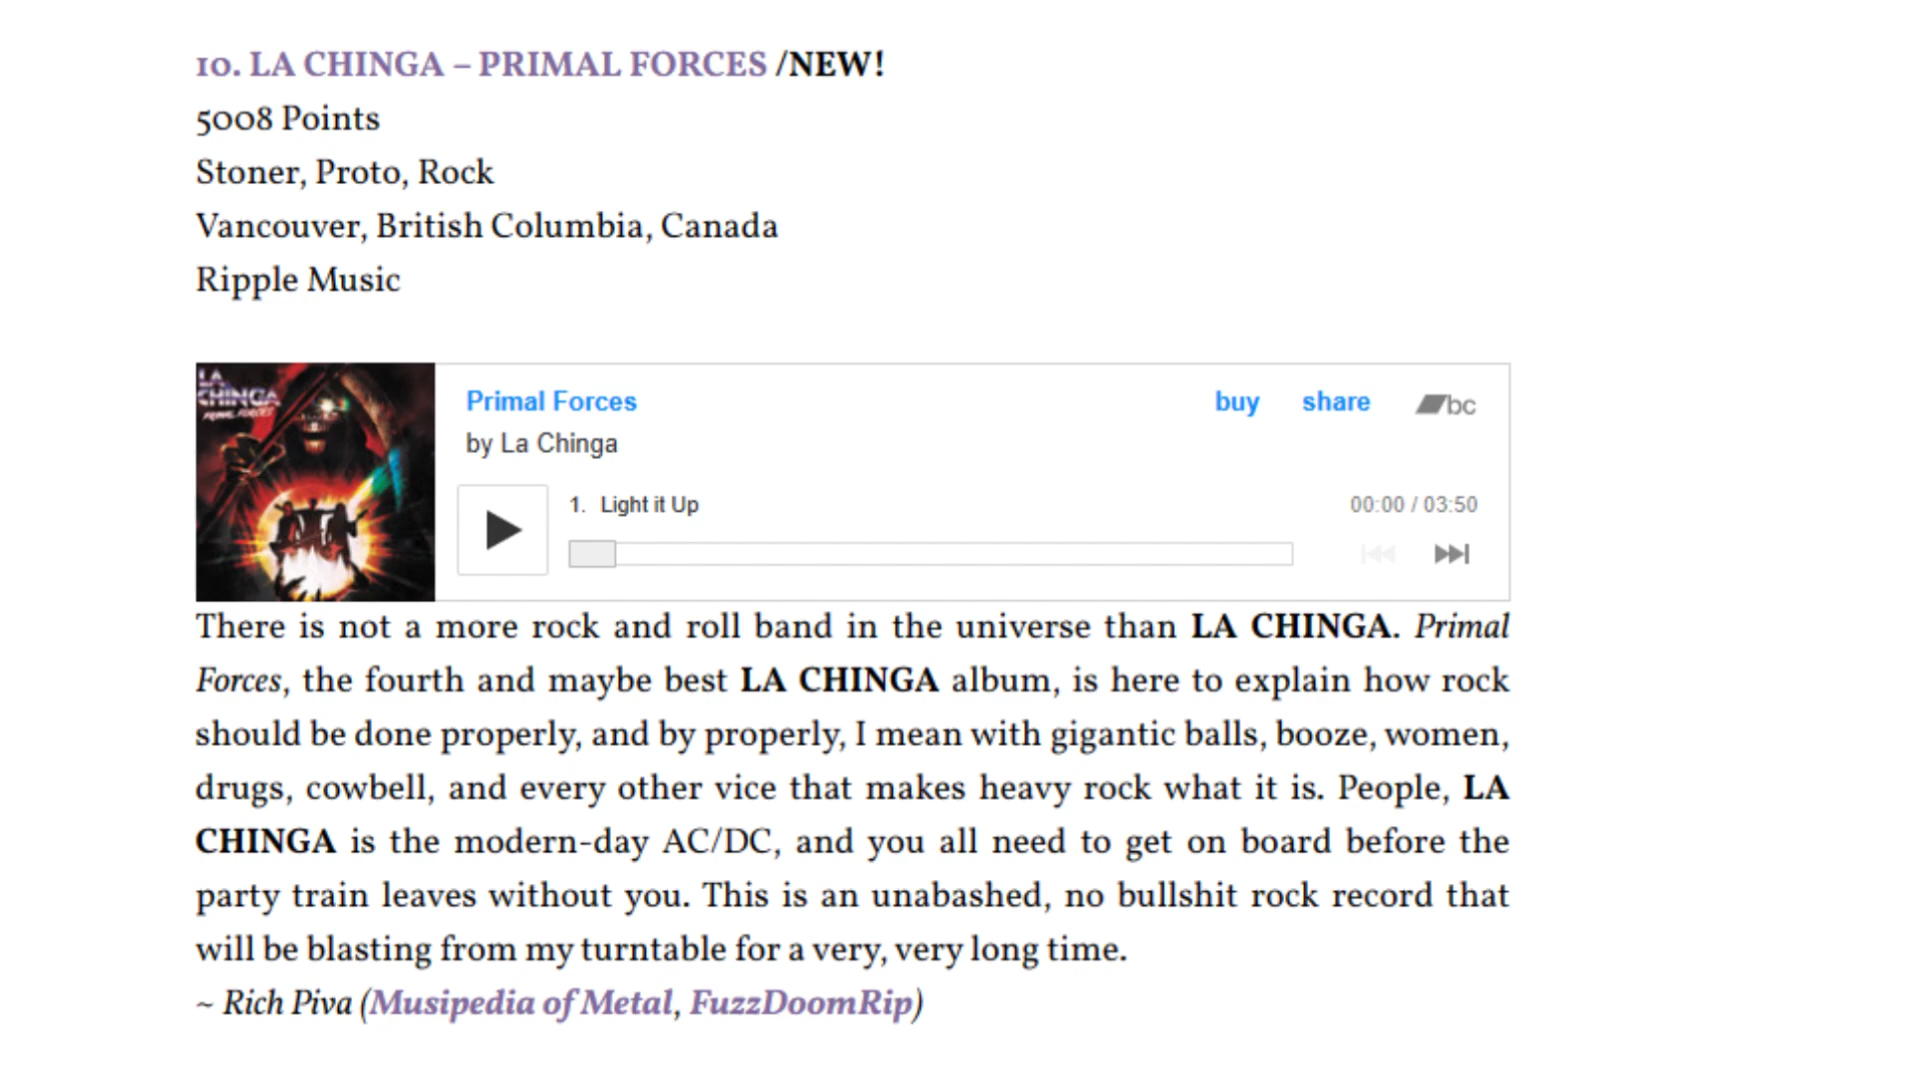 10. LA CHINGA – PRIMAL FORCES /NEW!
5008 Points
Stoner, Proto, Rock
Vancouver, British Columbia, Canada
Ripple Music
LA
CHINGA
PRIMAL FORCES
Primal Forces
buy share bc
by La Chinga
1. Light it Up
00:00 / 03:50
There is not a more rock and roll band in the universe than LA CHINGA. Primal
Forces, the fourth and maybe best LA CHINGA album, is here to explain how rock
should be done properly, and by properly, I mean with gigantic balls, booze, women,
drugs, cowbell, and every other vice that makes heavy rock what it is. People, LA
CHINGA is the modern-day AC/DC, and you all need to get on board before the
party train leaves without you. This is an unabashed, no bullshit rock record that
will be blasting from my turntable for a very, very long time.
~ Rich Piva (Musipedia of Metal, FuzzDoomRip)